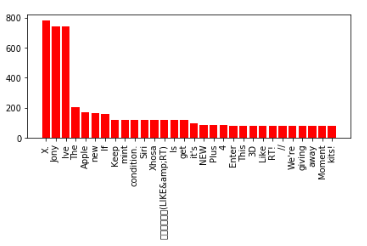 800
600
400
200
0
X.
Jony
Ive
The
Apple
new
If
Keep
mint
condition.
Siri
Xhosa
(LIKE&amp;RT)
Is
get
it's
NEW
Plus
4
Enter
This
3D
Like
RT!
//
We're
giving
away
Moment
kits!